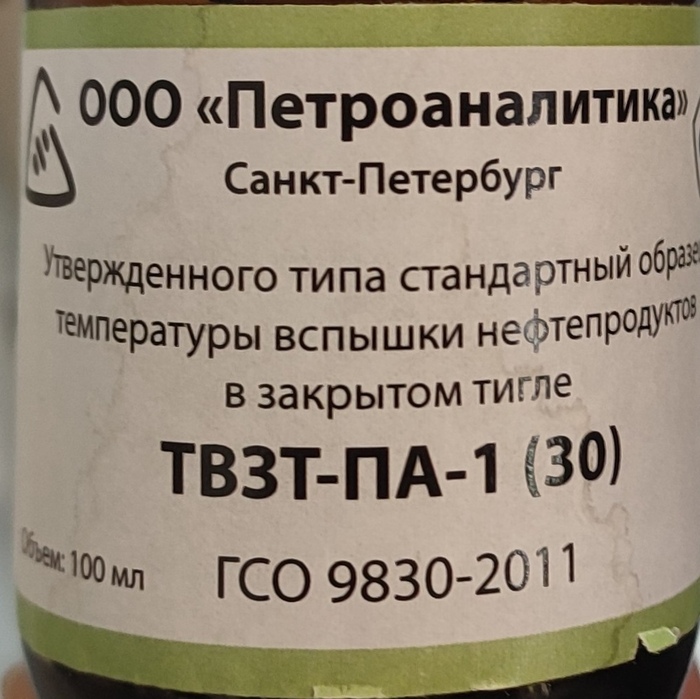 ООО «Петроаналитика»
Санкт-Петербург
Утвержденного типа стандартный образе
температуры вспышки нефтепродуктов
в закрытом тигле
ТВЗТ-ПА-1 (30)
Объем: 100 мл
ГСО 9830-2011